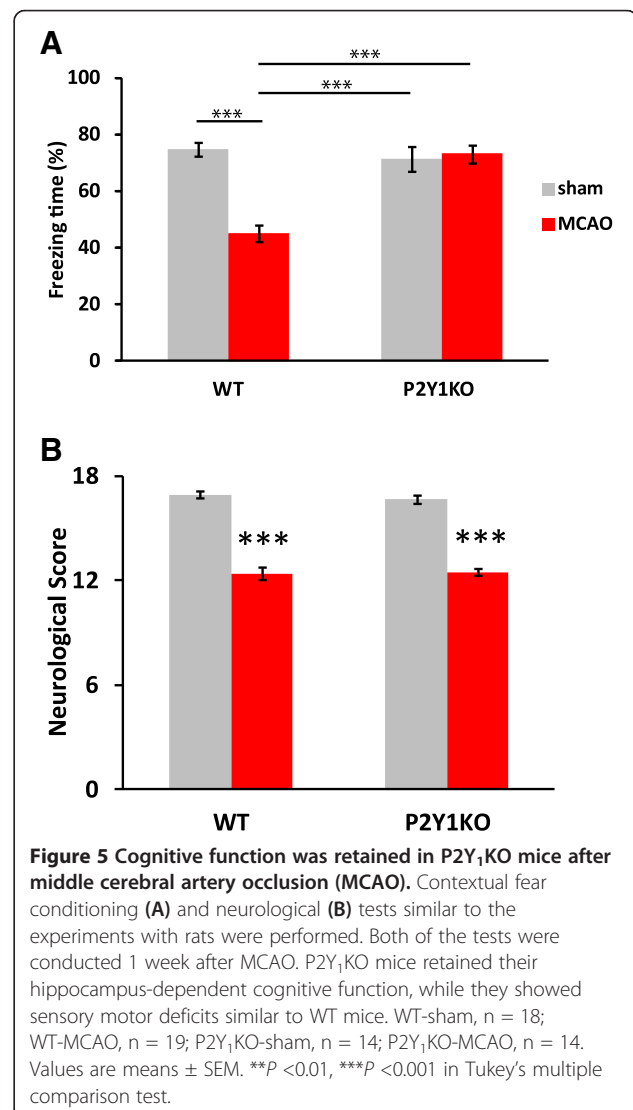 A
***
***
***
100
80
60
40
20
0
Freezing time (%)
sham
MCAO
WT P2Y1KO
B
18
12
6
0
Neurological Score
*** ***
WT P2Y1KO
Figure 5 Cognitive function was retained in P2Y₁KO mice after
middle cerebral artery occlusion (MCAO). Contextual fear
conditioning (A) and neurological (B) tests similar to the
experiments with rats were performed. Both of the tests were
conducted 1 week after MCAO. P2Y₁KO mice retained their
hippocampus-dependent cognitive function, while they showed
sensory motor deficits similar to WT mice. WT-sham, n = 18;
WT-MCAO, n = 19; P2Y₁KO-sham, n = 14; P2Y₁KO-MCAO, n = 14.
Values are means ± SEM. **P <0.01, ***P <0.001 in Tukey's multiple
comparison test.